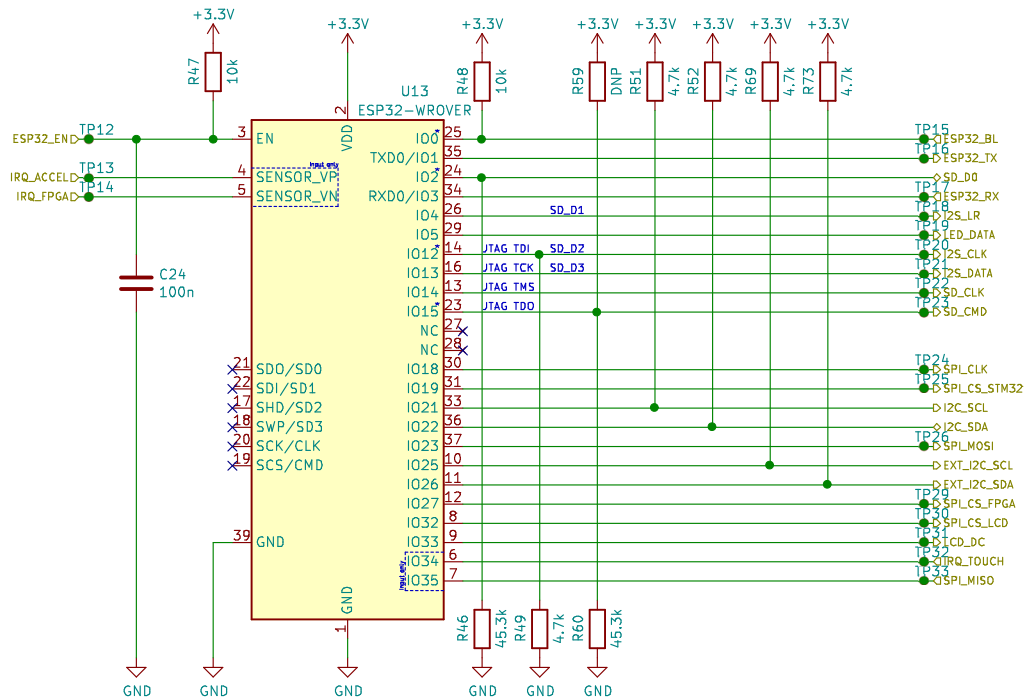 +3.3V
+3.3V
+3.3V
+3.3V
+3.3V
+3.3V
+3.3V
+3.3V
R47
10k
R48
10k
R59
DNP
R51
4.7k
R52
4.7k
R69
4.7k
R73
4.7k
U13
ESP32-WROVER
2
VDD
ESP32_EN
TP12
3
EN
IO0
*
25
TP15
ESP32_BL
TXD0/IO1
35
TP16
ESP32_TX
IRQ_ACCEL
TP13
4
SENSOR_VP
Input_only
IO2
*
24
SD_D0
IRQ_FPGA
TP14
5
SENSOR_VN
RXD0/IO3
34
TP17
ESP32_RX
IO4
26
SD_D1
TP18
I2S_LR
IO5
29
TP19
LED_DATA
IO12
*
14
JTAG TDI
SD_D2
TP20
I2S_CLK
IO13
16
JTAG TCK
SD_D3
TP21
I2S_DATA
IO14
13
JTAG TMS
TP22
SD_CLK
IO15
*
23
JTAG TDO
TP23
SD_CMD
NC
27
NC
28
C24
100n
21
SDO/SD0
IO18
30
TP24
SPI_CLK
22
SDI/SD1
IO19
31
TP25
SPI_CS_STM32
17
SHD/SD2
IO21
33
I2C_SCL
18
SWP/SD3
IO22
36
I2C_SDA
20
SCK/CLK
IO23
37
TP26
SPI_MOSI
19
SCS/CMD
IO25
10
EXT_I2C_SCL
IO26
11
EXT_I2C_SDA
IO27
12
TP29
SPI_CS_FPGA
IO32
8
TP30
SPI_CS_LCD
39
GND
IO33
9
TP31
LCD_DC
Input_only
IO34
6
TP32
IRQ_TOUCH
IO35
7
TP33
SPI_MISO
GND
1
R46
45.3k
R49
4.7k
R60
45.3k
GND
GND
GND
GND
GND
GND